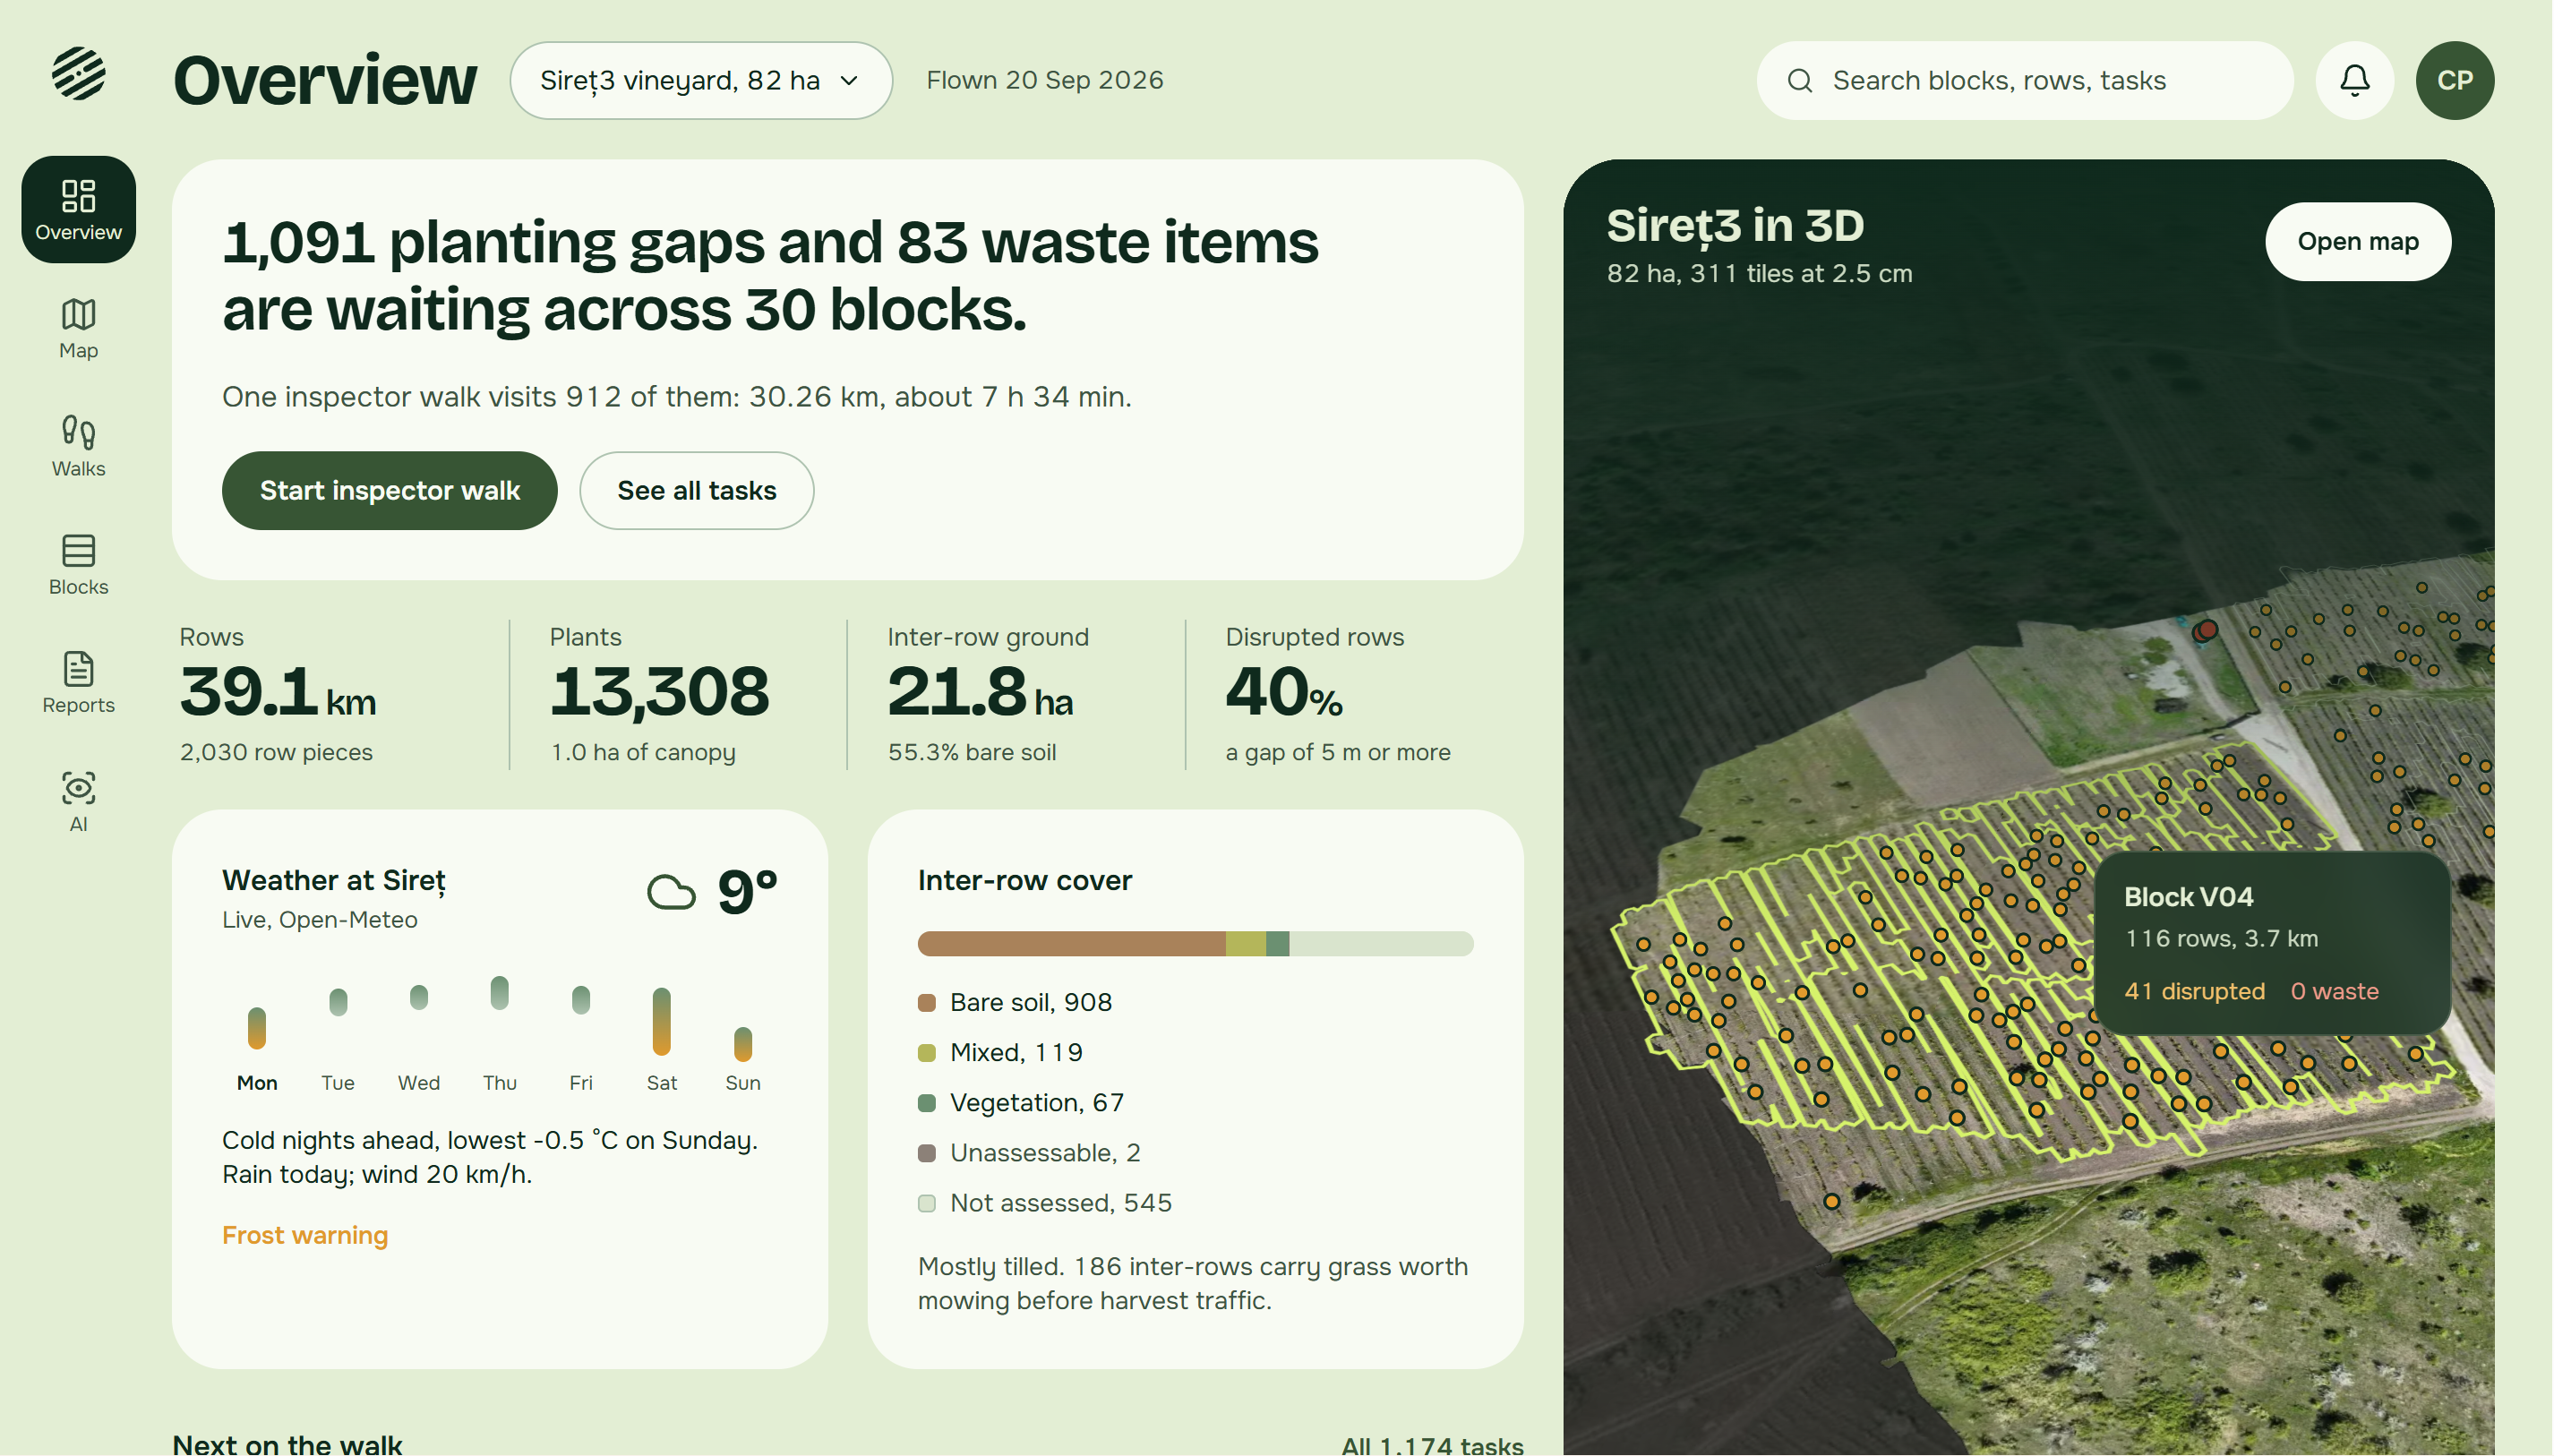 Overview
Sireț3 vineyard, 82 ha
Flown 20 Sep 2026
Search blocks, rows, tasks
CP
Overview
Map
Walks
Blocks
Reports
AI
1,091 planting gaps and 83 waste items
are waiting across 30 blocks.
One inspector walk visits 912 of them: 30.26 km, about 7 h 34 min.
Start inspector walk
See all tasks
Rows
39.1 km
2,030 row pieces
Plants
13,308
1.0 ha of canopy
Inter-row ground
21.8 ha
55.3% bare soil
Disrupted rows
40%
a gap of 5 m or more
Weather at Sireț
Live, Open-Meteo
9°
Mon Tue Wed Thu Fri Sat Sun
Cold nights ahead, lowest -0.5 °C on Sunday.
Rain today; wind 20 km/h.
Frost warning
Inter-row cover
Bare soil, 908
Mixed, 119
Vegetation, 67
Unassessable, 2
Not assessed, 545
Mostly tilled. 186 inter-rows carry grass worth
mowing before harvest traffic.
Next on the walk
All 1,174 tasks
Sireț3 in 3D
82 ha, 311 tiles at 2.5 cm
Open map
Block V04
116 rows, 3.7 km
41 disrupted 0 waste